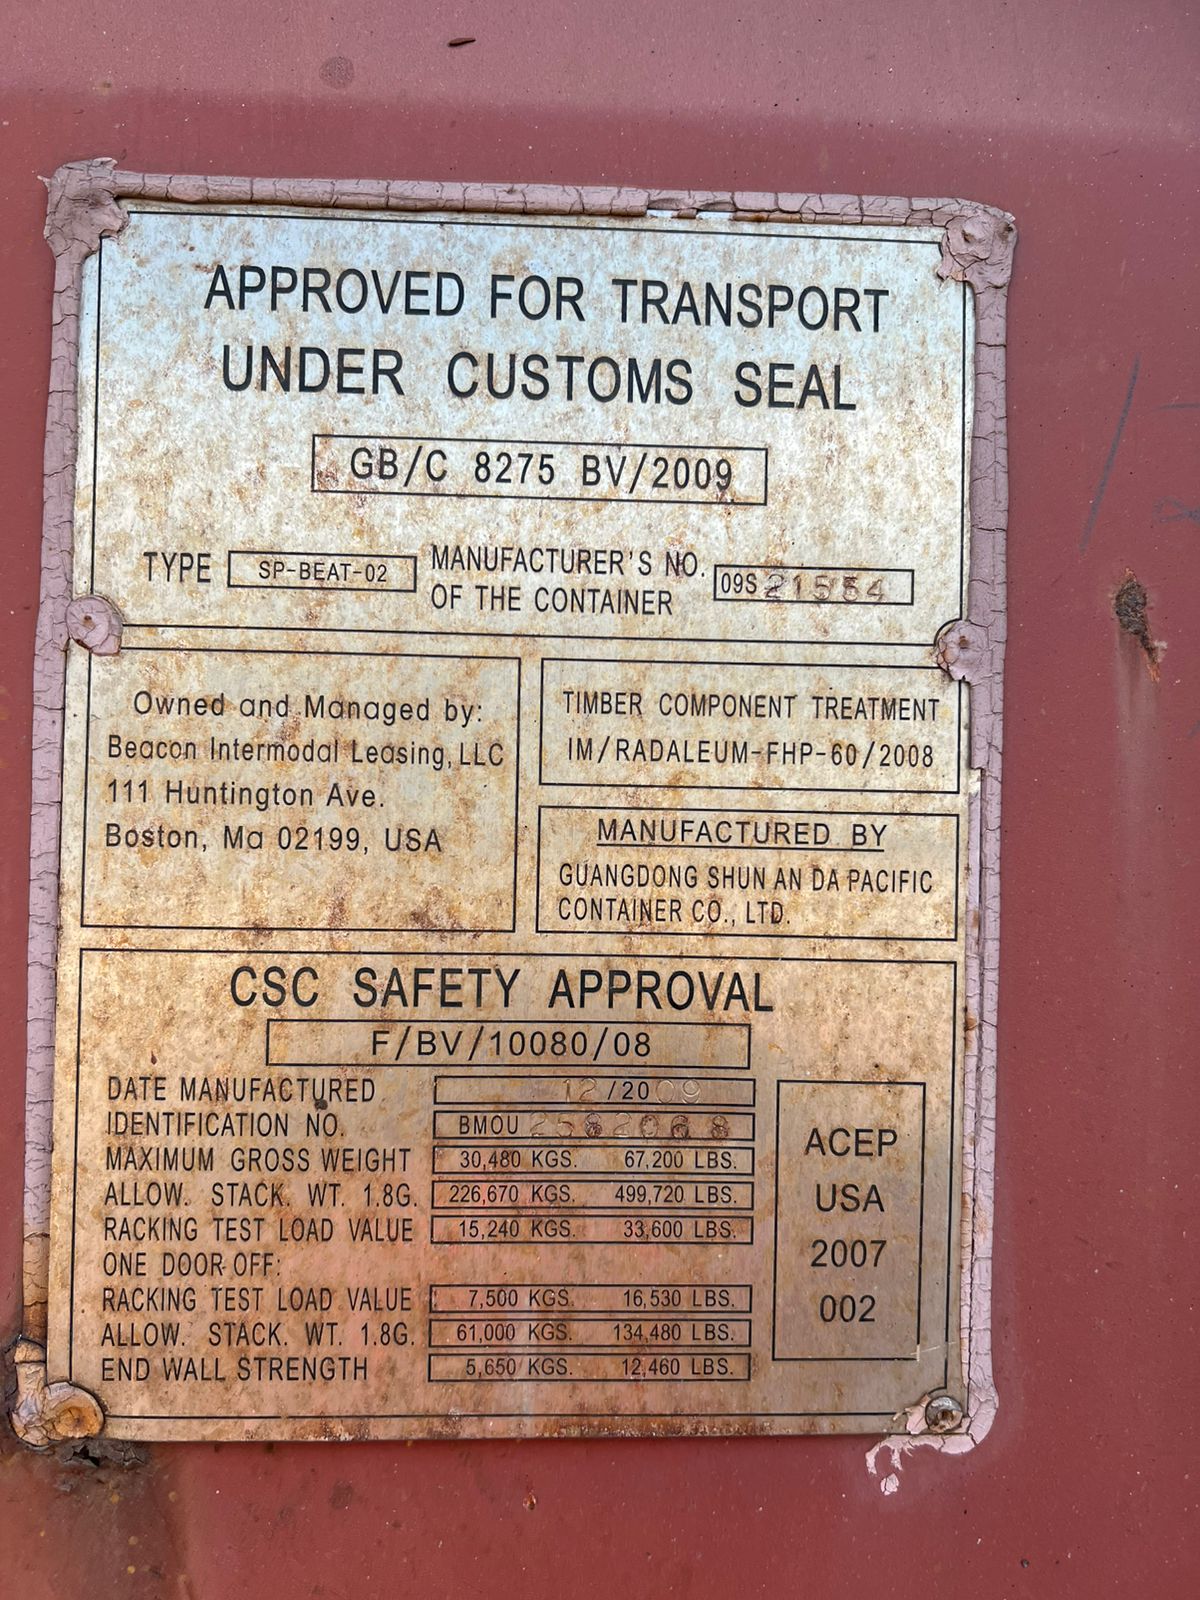 APPROVED FOR TRANSPORT
UNDER CUSTOMS SEAL
GB/C 8275 BV/2009
TYPE SP-BEAT-02 MANUFACTURER'S NO. OF THE CONTAINER 09S 21554
Owned and Managed by:
Beacon Intermodal Leasing, LLC
111 Huntington Ave.
Boston, Ma 02199, USA
TIMBER COMPONENT TREATMENT
IM/RADALEUM-FHP-60/2008
MANUFACTURED BY
GUANGDONG SHUN AN DA PACIFIC
CONTAINER CO., LTD.
CSC SAFETY APPROVAL
F/BV/10080/08
DATE MANUFACTURED 12/2009
IDENTIFICATION NO. BMOU
MAXIMUM GROSS WEIGHT 30,480 KGS. 67,200 LBS.
ALLOW. STACK. WT. 1.8G. 226,670 KGS. 499,720 LBS.
RACKING TEST LOAD VALUE 15,240 KGS. 33,600 LBS.
ONE DOOR OFF:
RACKING TEST LOAD VALUE 7,500 KGS. 16,530 LBS.
ALLOW. STACK. WT. 1.8G. 61,000 KGS. 134,480 LBS.
END WALL STRENGTH 5,650 KGS. 12,460 LBS.
ACEP
USA
2007
002